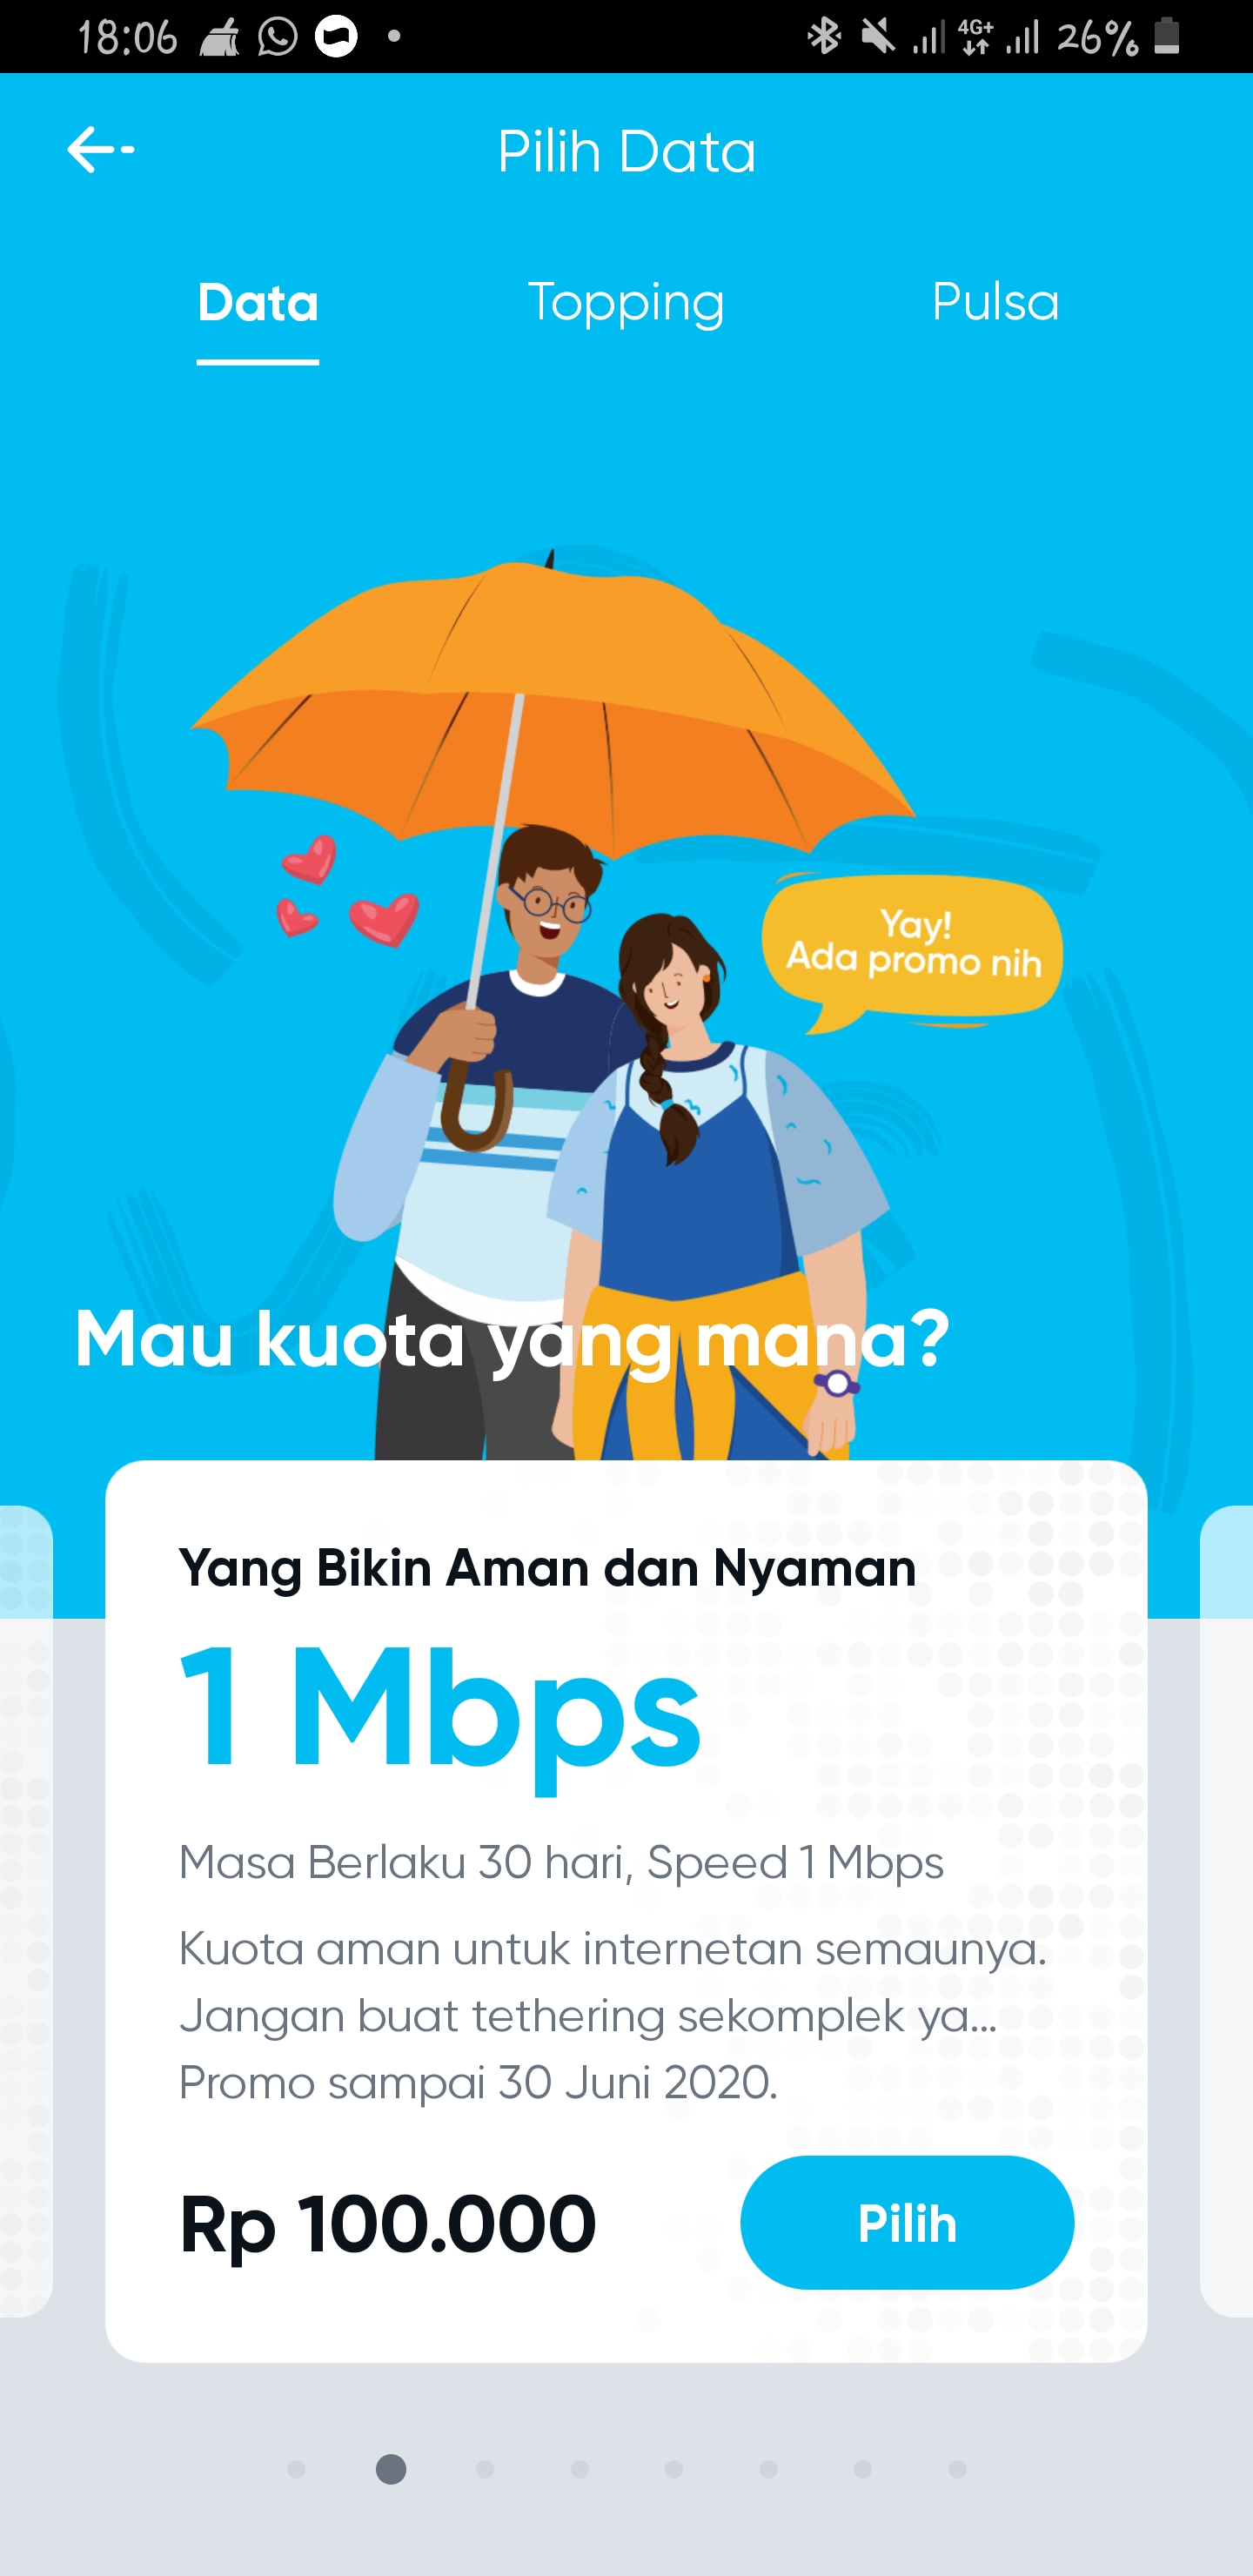 18:06
4G+
26%
Pilih Data
Data
Topping
Pulsa
Yay!
Ada promo nih
Mau kuota yang mana?
Yang Bikin Aman dan Nyaman
1 Mbps
Masa Berlaku 30 hari, Speed 1 Mbps
Kuota aman untuk internetan semaunya.
Jangan buat tethering sekomplek ya...
Promo sampai 30 Juni 2020.
Rp 100.000
Pilih